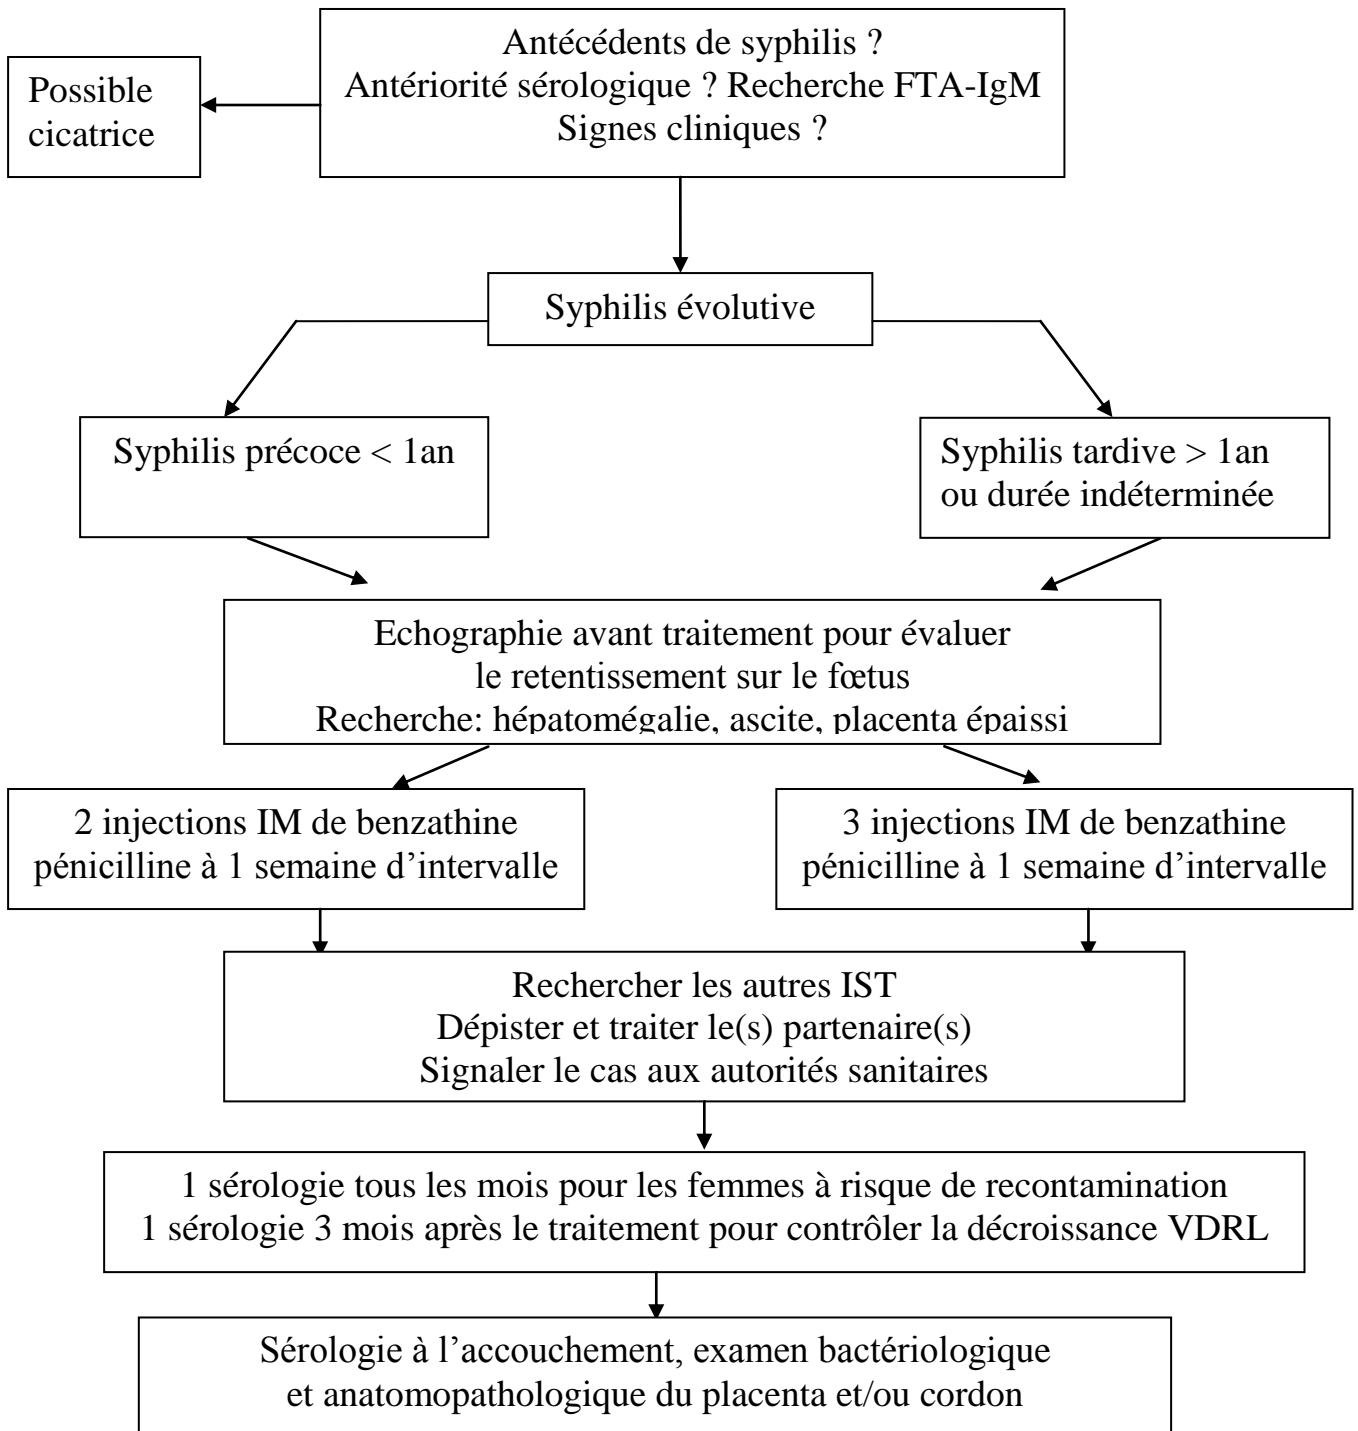 Antécédents de syphilis ?
Antériorité sérologique ? Recherche FTA-IgM
Signes cliniques ?
Possible
cicatrice
Syphilis évolutive
Syphilis précoce < 1an
Syphilis tardive > 1an
ou durée indéterminée
Echographie avant traitement pour évaluer
le retentissement sur le fœtus
Recherche: hépatomégalie, ascite, placenta épaissi
2 injections IM de benzathine
pénicilline à 1 semaine d’intervalle
3 injections IM de benzathine
pénicilline à 1 semaine d’intervalle
Rechercher les autres IST
Dépister et traiter le(s) partenaire(s)
Signaler le cas aux autorités sanitaires
1 sérologie tous les mois pour les femmes à risque de recontamination
1 sérologie 3 mois après le traitement pour contrôler la décroissance VDRL
Sérologie à l’accouchement, examen bactériologique
et anatomopathologique du placenta et/ou cordon